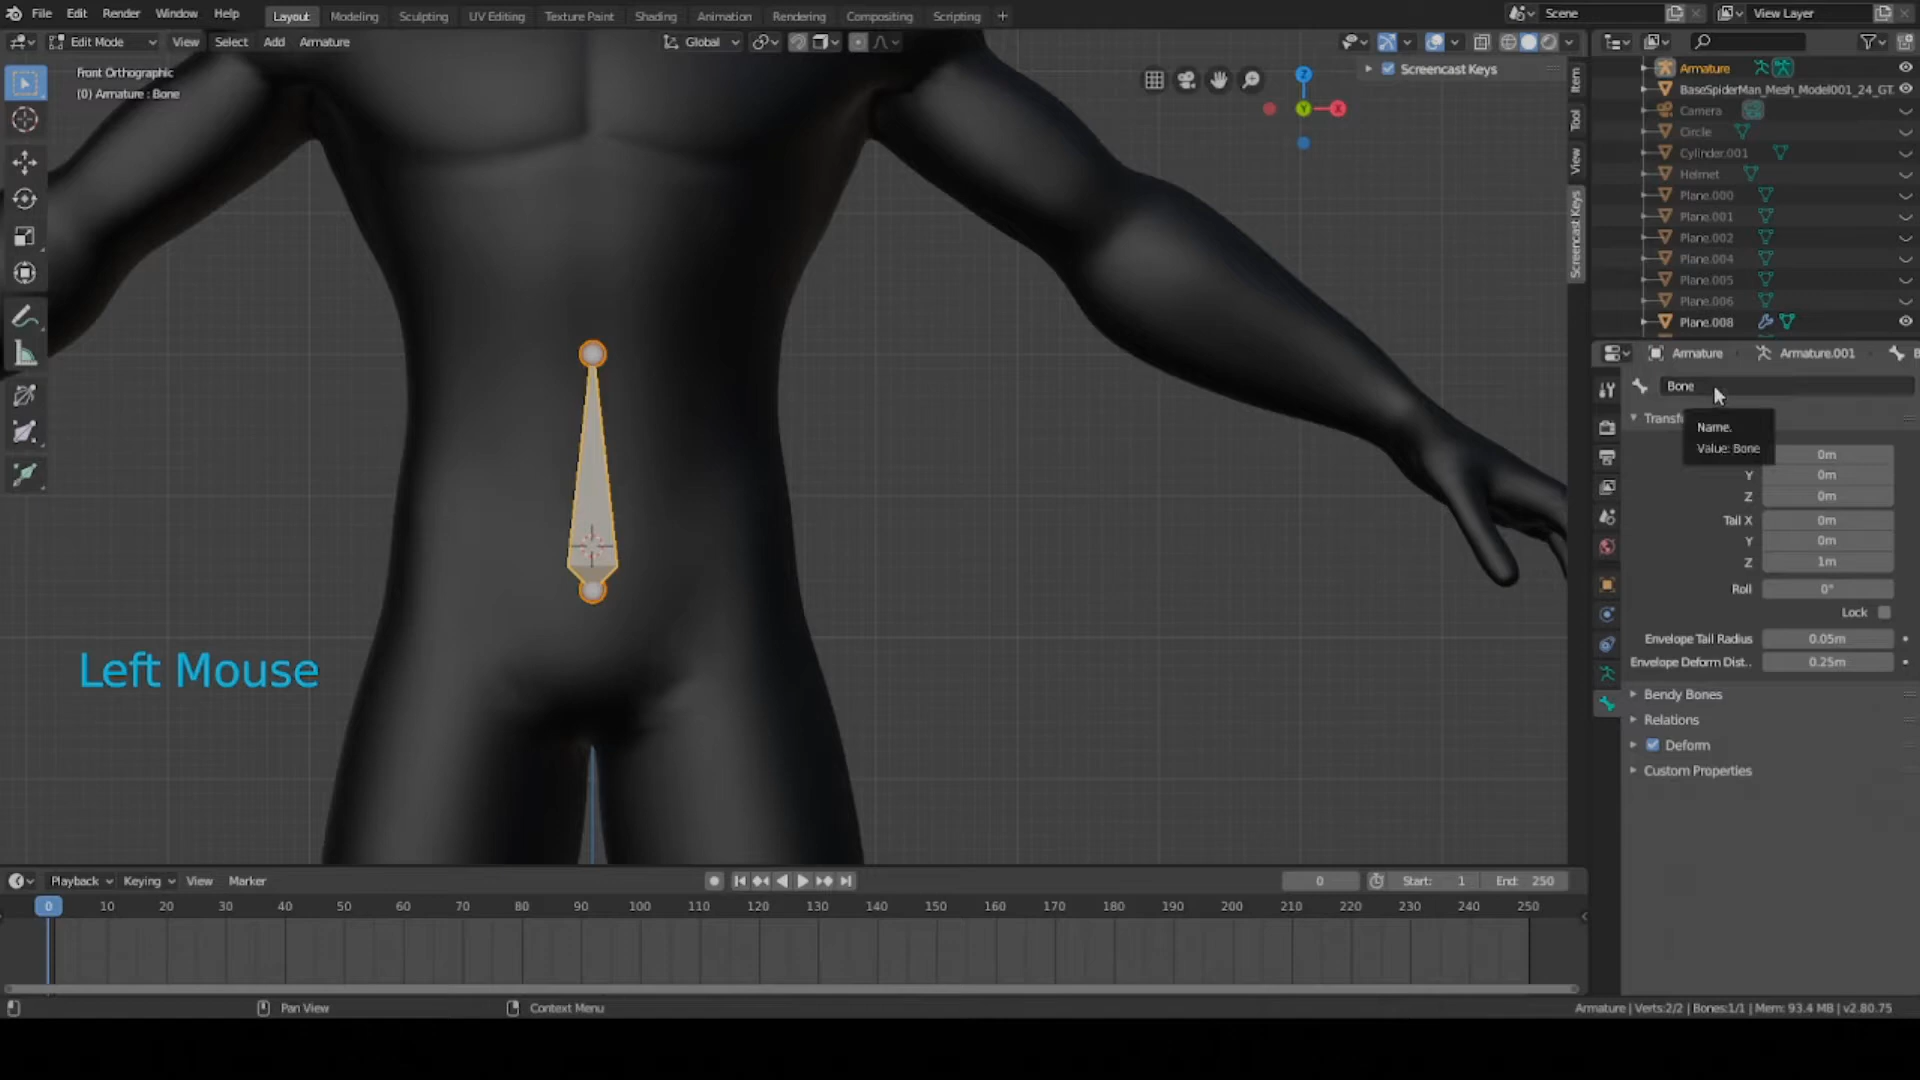 File Edit Render Window Help Layout Modeling Sculpting UV Editing Texture Paint Shading Animation Rendering Compositing Scripting + Scene View Layer
Edit Mode View Select Add Armature Global
Front Orthographic
(0) Armature : Bone
Screencast Keys
Z
Y
X
Item
Tool
View
Screencast Keys
Armature
BaseSpiderMan_Mesh_Model001_24_GT
Camera
Circle
Cylinder.001
Helmet
Plane.000
Plane.001
Plane.002
Plane.004
Plane.005
Plane.006
Plane.008
Armature Armature.001 B
Bone
Name.
Value: Bone
0m
Y 0m
Z 0m
Tail X 0m
Y 0m
Z 1m
Roll 0°
Lock
Envelope Tail Radius 0.05m
Envelope Deform Dist.. 0.25m
Bendy Bones
Relations
Deform
Custom Properties
Left Mouse
Playback Keying View Marker 0 Start: 1 End: 250
0 10 20 30 40 50 60 70 80 90 100 110 120 130 140 150 160 170 180 190 200 210 220 230 240 250
Pan View Context Menu Armature | Verts:2/2 | Bones:1/1 | Mem: 93.4 MB | v2.80.75